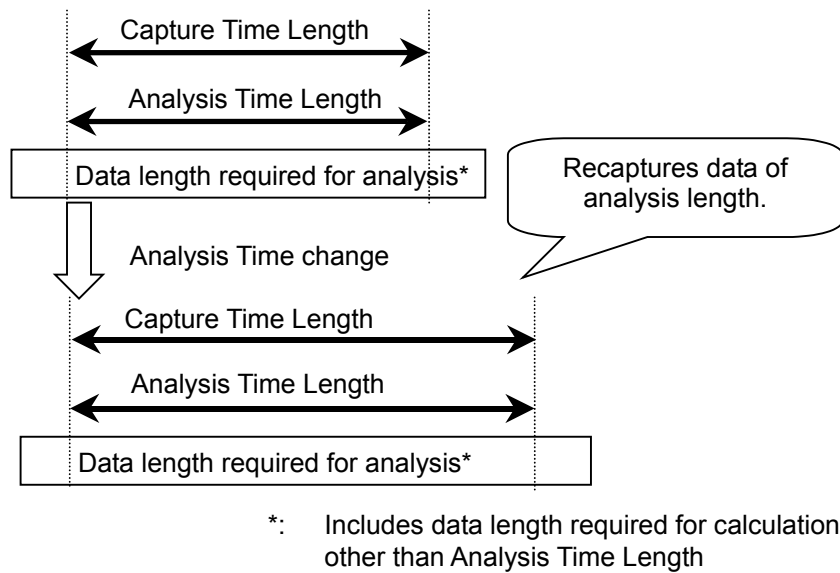 Capture Time Length
Analysis Time Length
Data length required for analysis*
Recaptures data of
analysis length.
Analysis Time change
Capture Time Length
Analysis Time Length
Data length required for analysis*
*: Includes data length required for calculation
other than Analysis Time Length